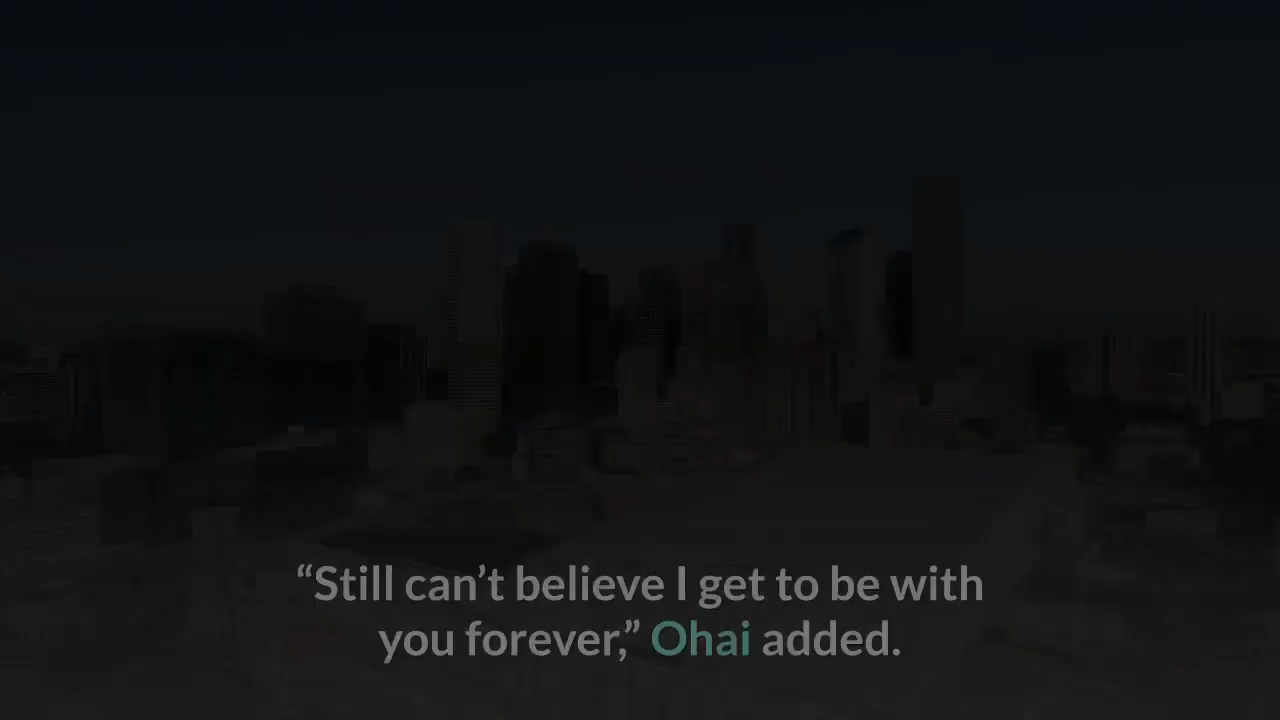 “Still can’t believe I get to be with
you forever,” Ohai added.